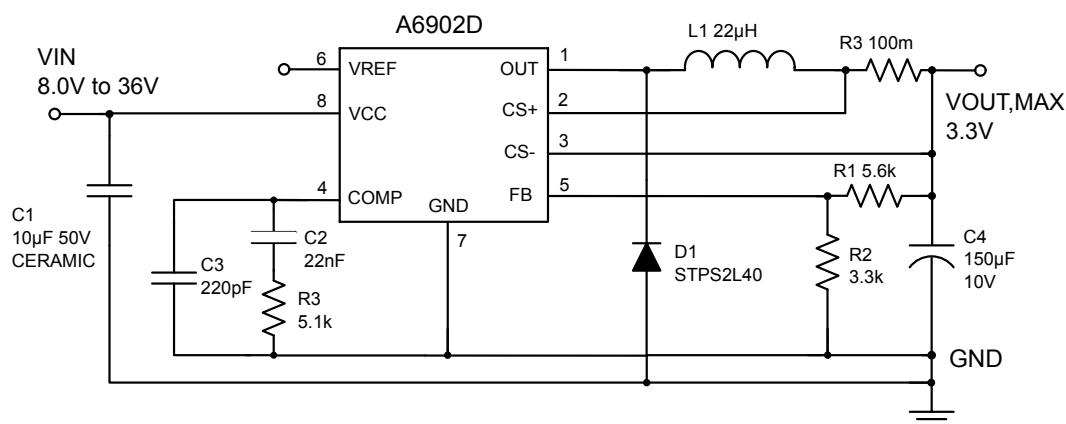 A6902D
L1 22µH
R3 100m
VIN
8.0V to 36V
6
VREF
OUT
1
8
VCC
CS+
2
VOUT,MAX
3.3V
CS-
3
R1 5.6k
4
COMP
GND
FB
5
7
C1
10µF 50V
CERAMIC
C2
22nF
C3
220pF
R3
5.1k
D1
STPS2L40
R2
3.3k
C4
150µF
10V
GND